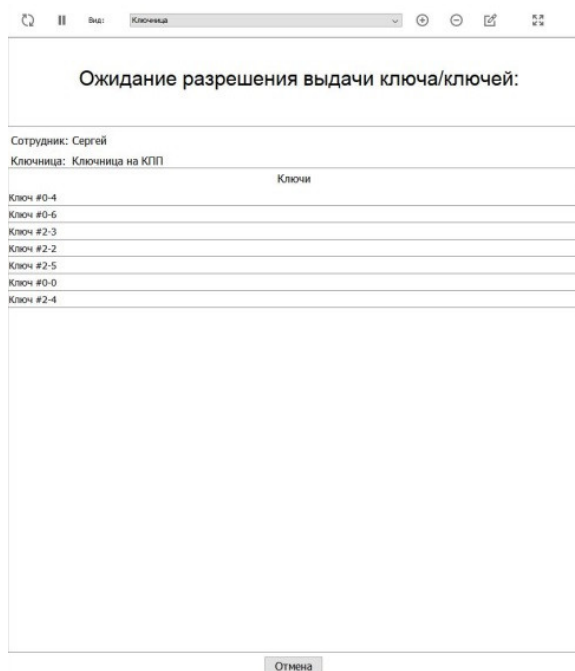 Вид: Ключница
Ожидание разрешения выдачи ключа/ключей:
Сотрудник: Сергей
Ключница: Ключница на КПП
Ключи
Ключ #0-4
Ключ #0-6
Ключ #2-3
Ключ #2-2
Ключ #2-5
Ключ #0-0
Ключ #2-4
Отмена